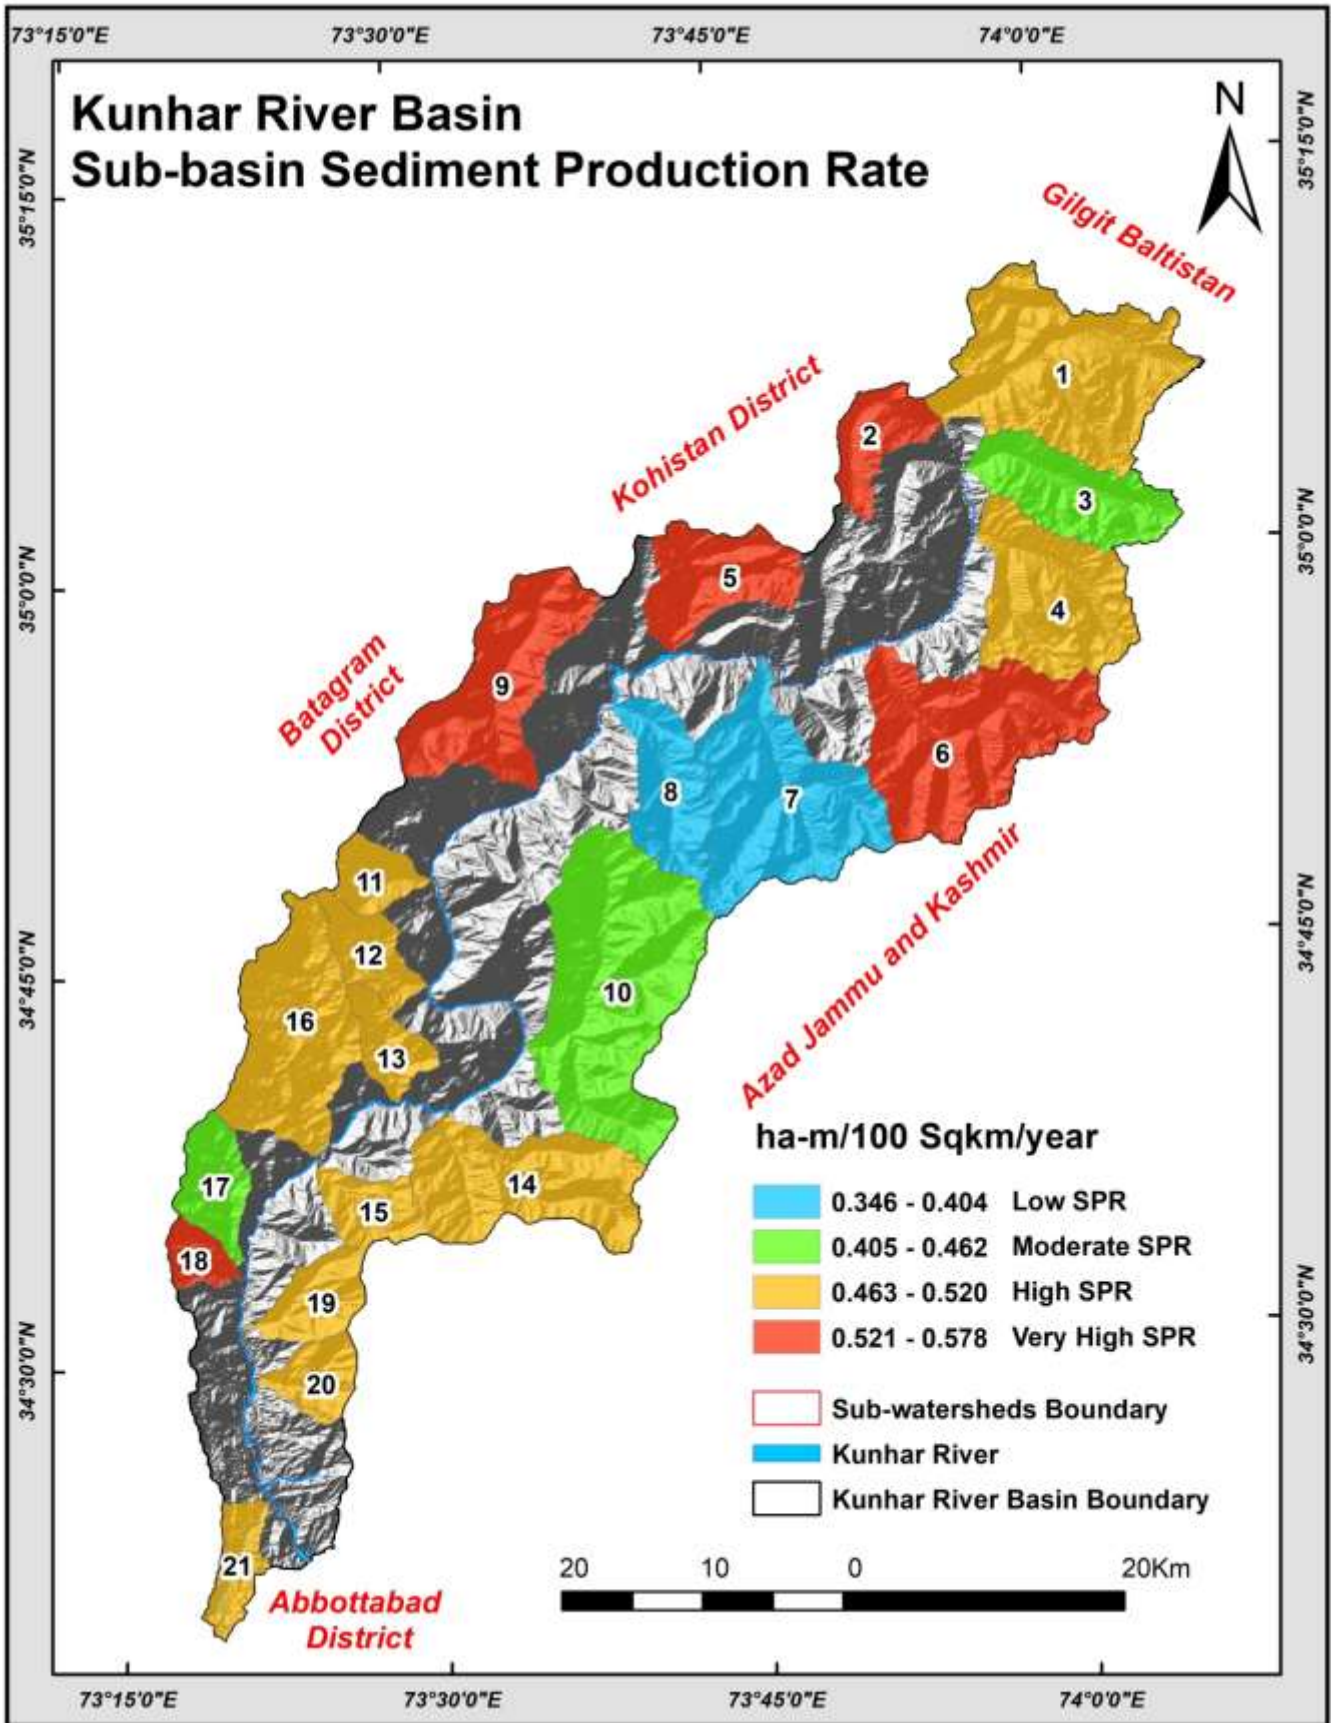 73°15'0"E 73°30'0"E 73°45'0"E 74°0'0"E
Kunhar River Basin
Sub-basin Sediment Production Rate
N
35°15'0"N
35°15'0"N
Gilgit Baltistan
1
Kohistan District
2
3
35°0'0"N
35°0'0"N
5
4
Batagram
District
9
6
8
7
11
Azad Jammu and Kashmir
34°45'0"N
34°45'0"N
12
10
16
13
17
14
15
18
19
20
21
ha-m/100 Sqkm/year
0.346 - 0.404 Low SPR
0.405 - 0.462 Moderate SPR
0.463 - 0.520 High SPR
0.521 - 0.578 Very High SPR
34°30'0"N
34°30'0"N
Sub-watersheds Boundary
Kunhar River
Kunhar River Basin Boundary
20 10 0 20Km
Abbottabad
District
73°15'0"E 73°30'0"E 73°45'0"E 74°0'0"E